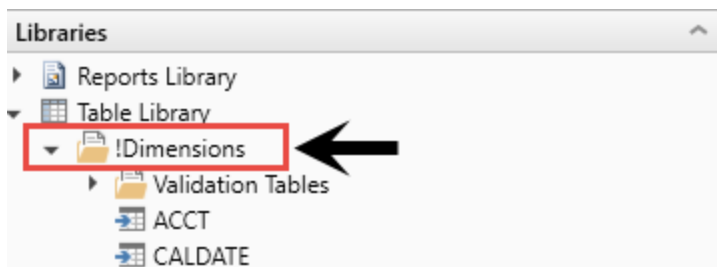 Libraries
Reports Library
Table Library
!Dimensions
Validation Tables
ACCT
CALDATE